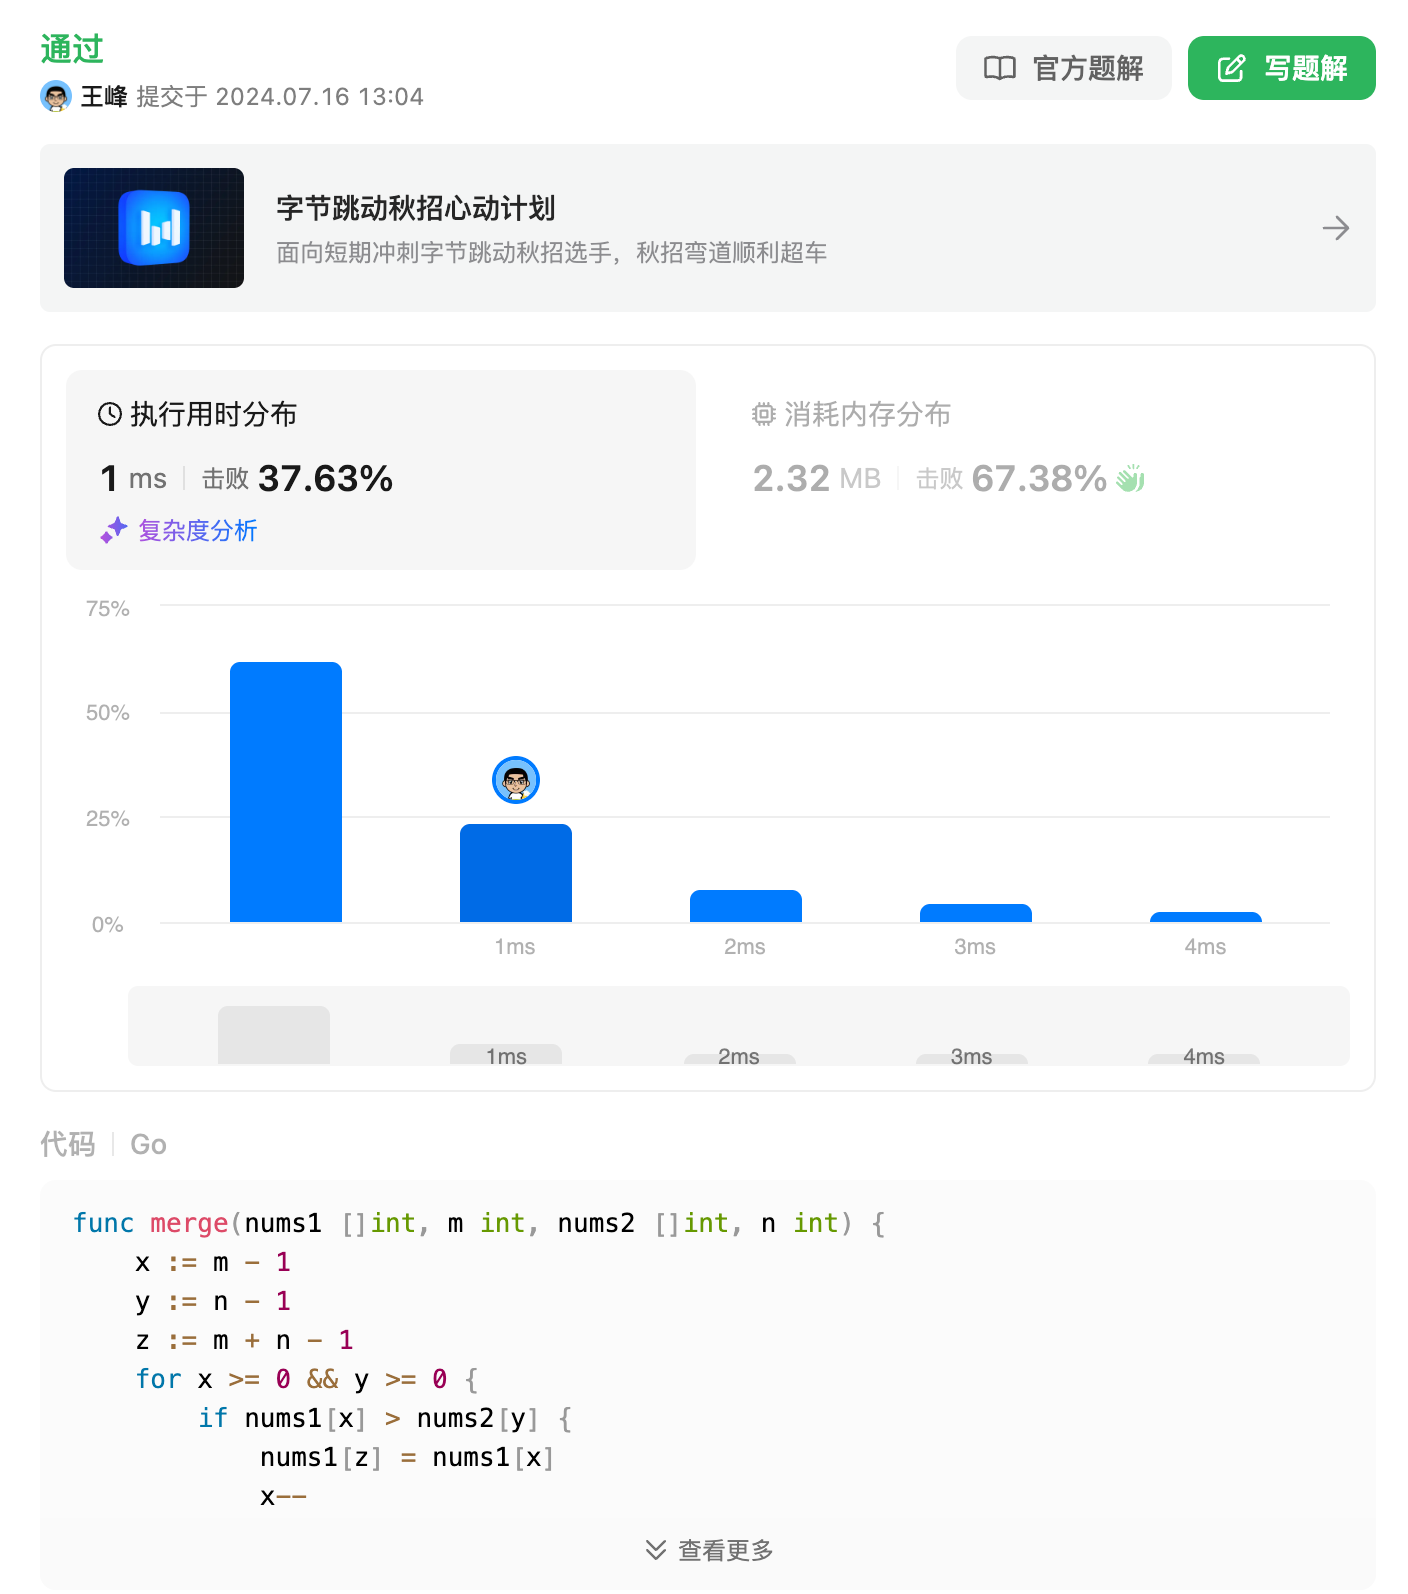 通过
王峰 提交于 2024.07.16 13:04
官方题解
写题解
字节跳动秋招心动计划
面向短期冲刺字节跳动秋招选手，秋招弯道顺利超车
执行用时分布
1 ms 击败 37.63%
复杂度分析
消耗内存分布
2.32 MB 击败 67.38%
75%
50%
25%
0%
1ms 2ms 3ms 4ms
1ms 2ms 3ms 4ms
代码 Go
func merge(nums1 []int, m int, nums2 []int, n int) {
    x := m - 1
    y := n - 1
    z := m + n - 1
    for x >= 0 && y >= 0 {
        if nums1[x] > nums2[y] {
            nums1[z] = nums1[x]
            x--
查看更多